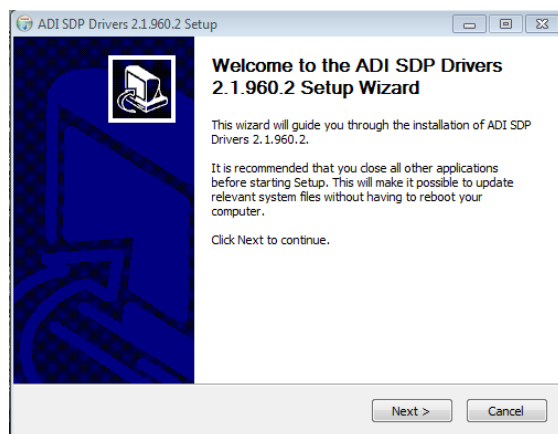 ADI SDP Drivers 2.1.960.2 Setup
Welcome to the ADI SDP Drivers
2.1.960.2 Setup Wizard
This wizard will guide you through the installation of ADI SDP
Drivers 2.1.960.2.
It is recommended that you close all other applications
before starting Setup. This will make it possible to update
relevant system files without having to reboot your
computer.
Click Next to continue.
Next > Cancel